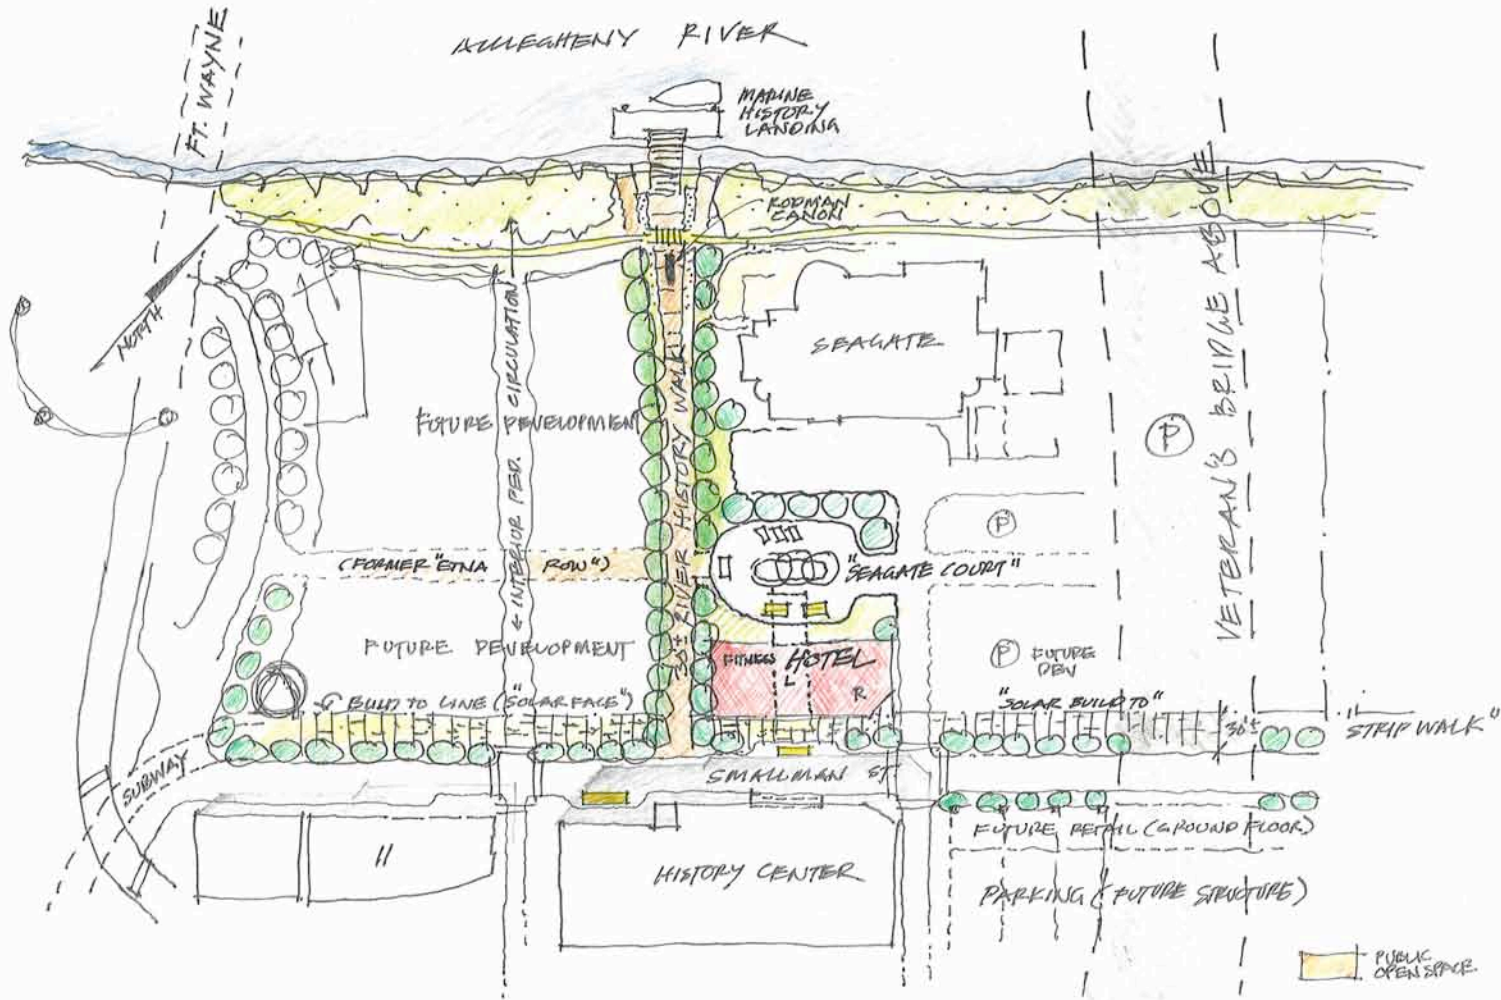 ALLEGHENY RIVER
FT. WAYNE
MARINE
HISTORY
LANDING
RODMAN
CANON
NORTH
SEAGATE
VETERAN'S BRIDGE ABOVE
FUTURE DEVELOPMENT
INTERIOR PED. CIRCULATION
30'± RIVER HISTORY WALK
P
P
(FORMER "ETNA ROW")
"SEAGATE COURT"
FUTURE DEVELOPMENT
FITNESS HOTEL
L
R
P FUTURE
DEV
BUILD TO LINE ("SOLAR FACE")
"SOLAR BUILD TO"
30'±
STRIP WALK"
SUBWAY
SMALLMAN ST.
FUTURE RETAIL (GROUND FLOOR)
11
HISTORY CENTER
PARKING (FUTURE STRUCTURE)
PUBLIC
OPEN SPACE